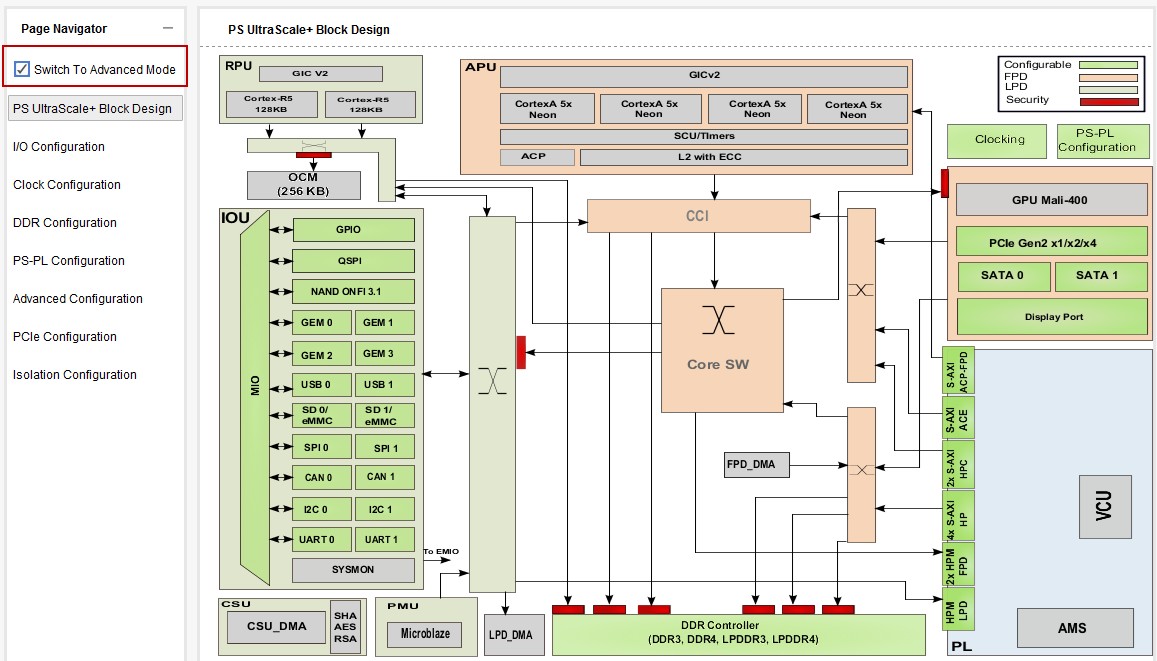 Page Navigator
Switch To Advanced Mode
PS UltraScale+ Block Design
I/O Configuration
Clock Configuration
DDR Configuration
PS-PL Configuration
Advanced Configuration
PCIe Configuration
Isolation Configuration
PS UltraScale+ Block Design
RPU
GIC V2
Cortex-R5
128KB
Cortex-R5
128KB
OCM
(256 KB)
APU
GICv2
CortexA 5x
Neon
CortexA 5x
Neon
CortexA 5x
Neon
CortexA 5x
Neon
SCU/TImers
ACP
L2 with ECC
Configurable
FPD
LPD
Security
Clocking
PS-PL
Configuration
GPU Mali-400
PCIe Gen2 x1/x2/x4
SATA 0
SATA 1
Display Port
IOU
MIO
GPIO
QSPI
NAND ONFI 3.1
GEM 0
GEM 1
GEM 2
GEM 3
USB 0
USB 1
SD 0/
eMMC
SD 1/
eMMC
SPI 0
SPI 1
CAN 0
CAN 1
I2C 0
I2C 1
UART 0
UART 1
SYSMON
To EMIO
CCI
Core SW
FPD_DMA
S-AXI
ACP-FPD
S-AXI
ACE
2x S-AXI
HPC
4x S-AXI
HP
2x HPM
FPD
HPM
LPD
VCU
AMS
PL
CSU
CSU_DMA
SHA
AES
RSA
PMU
Microblaze
LPD_DMA
DDR Controller
(DDR3, DDR4, LPDDR3, LPDDR4)